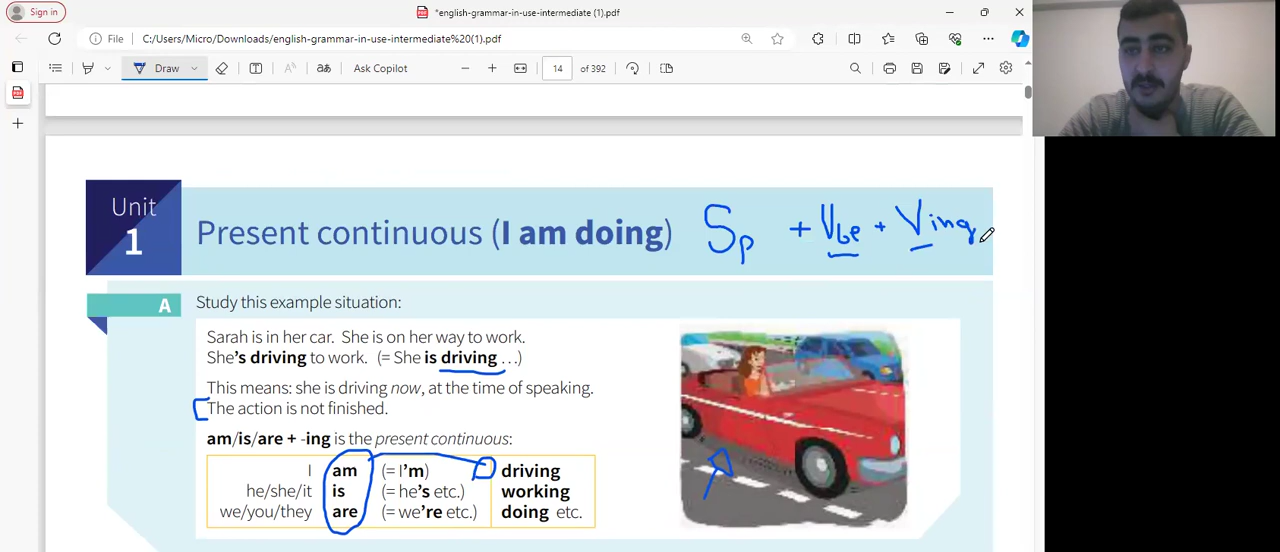 Sign in
*english-grammar-in-use-intermediate (1).pdf
File C:/Users/Micro/Downloads/english-grammar-in-use-intermediate%20(1).pdf
Draw
Ask Copilot
14 of 392
Unit
1
Present continuous (I am doing) Sp + Vbe + Ving
A
Study this example situation:
Sarah is in her car. She is on her way to work.
She's driving to work. (= She is driving …)
This means: she is driving now, at the time of speaking.
The action is not finished.
am/is/are + -ing is the present continuous:
I am (= I'm) driving
he/she/it is (= he's etc.) working
we/you/they are (= we're etc.) doing etc.